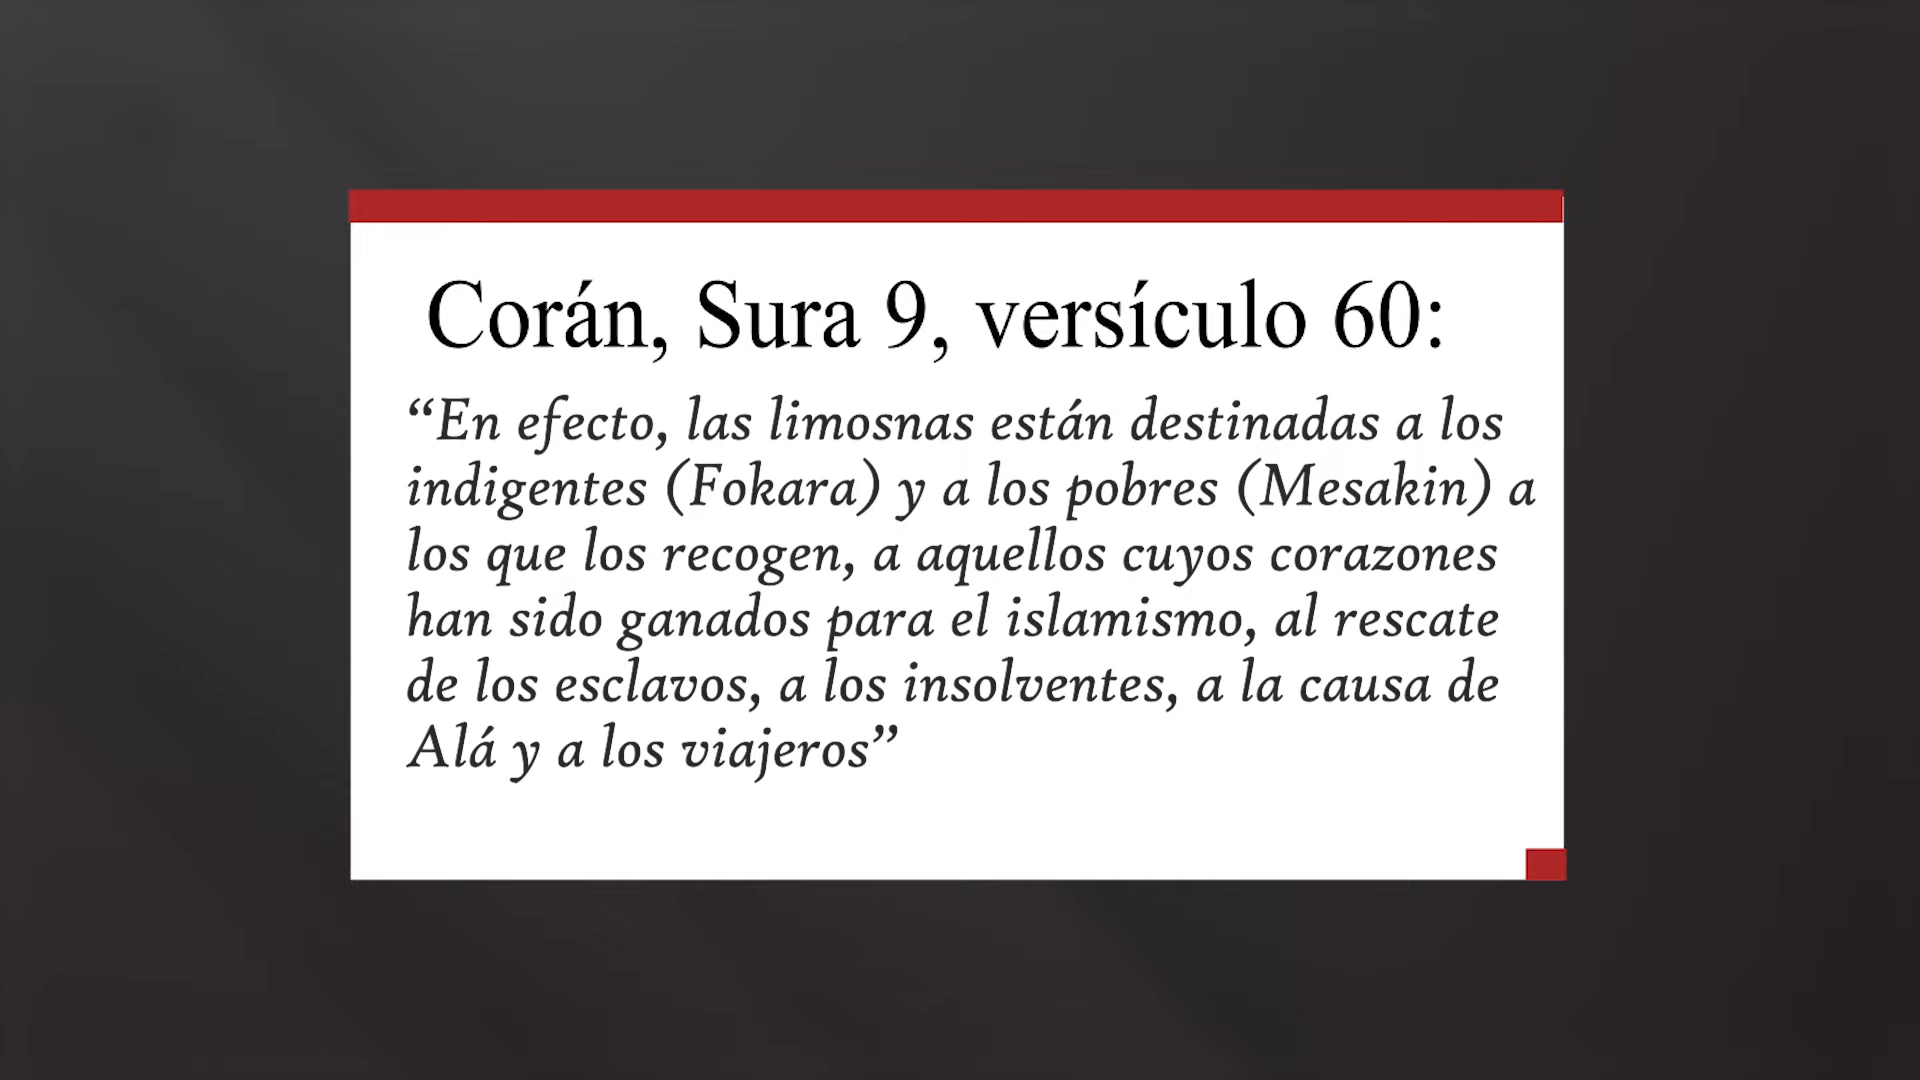 Corán, Sura 9, versículo 60:
“En efecto, las limosnas están destinadas a los
indigentes (Fokara) y a los pobres (Mesakin) a
los que los recogen, a aquellos cuyos corazones
han sido ganados para el islamismo, al rescate
de los esclavos, a los insolventes, a la causa de
Alá y a los viajeros”